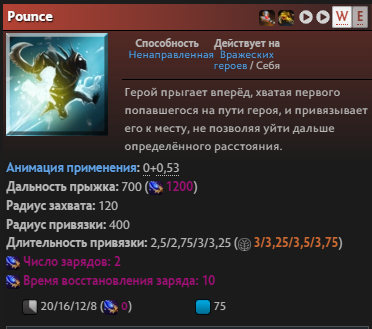 Pounce
W E
Способность Действует на
Ненаправленная Вражеских
героев / Себя
Герой прыгает вперёд, хватая первого
попавшегося на пути героя, и привязывает
его к месту, не позволяя уйти дальше
определённого расстояния.
Анимация применения: 0+0,53
Дальность прыжка: 700 (1200)
Радиус захвата: 120
Радиус привязки: 400
Длительность привязки: 2,5/2,75/3/3,25 (3/3,25/3,5/3,75)
Число зарядов: 2
Время восстановления заряда: 10
20/16/12/8 (0) 75